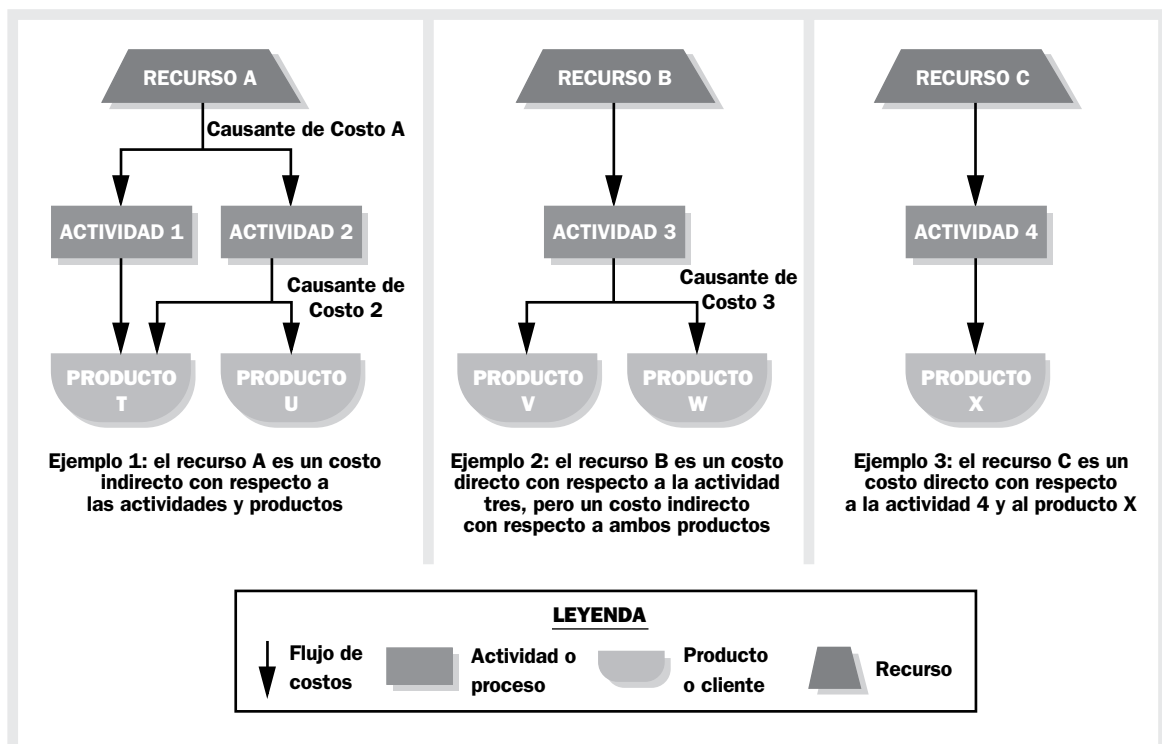 RECURSO A
Causante de Costo A
ACTIVIDAD 1
ACTIVIDAD 2
Causante de
Costo 2
PRODUCTO
T
PRODUCTO
U
Ejemplo 1: el recurso A es un costo
indirecto con respecto a
las actividades y productos
RECURSO B
ACTIVIDAD 3
Causante de
Costo 3
PRODUCTO
V
PRODUCTO
W
Ejemplo 2: el recurso B es un costo
directo con respecto a la actividad
tres, pero un costo indirecto
con respecto a ambos productos
RECURSO C
ACTIVIDAD 4
PRODUCTO
X
Ejemplo 3: el recurso C es un
costo directo con respecto
a la actividad 4 y al producto X
LEYENDA
Flujo de
costos
Actividad o
proceso
Producto
o cliente
Recurso